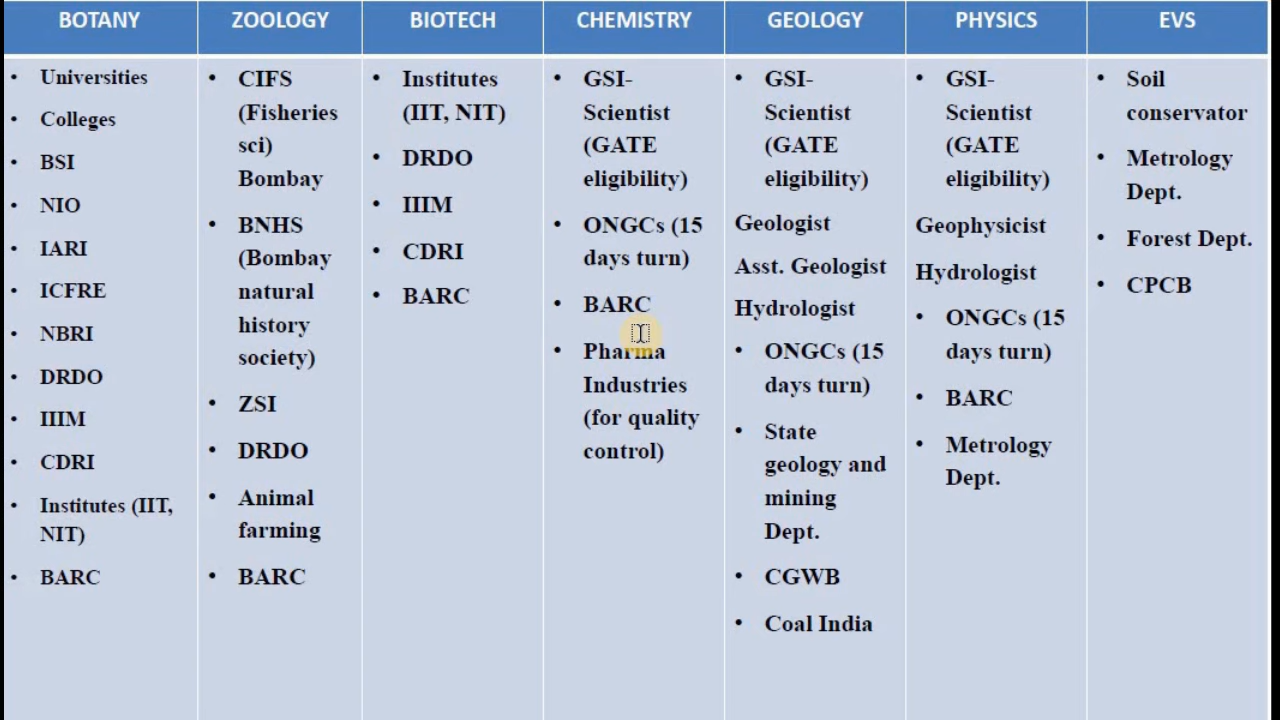 BOTANY
ZOOLOGY
BIOTECH
CHEMISTRY
GEOLOGY
PHYSICS
EVS
• Universities
• Colleges
• BSI
• NIO
• IARI
• ICFRE
• NBRI
• DRDO
• IIIM
• CDRI
• Institutes (IIT,
NIT)
• BARC
• CIFS
(Fisheries
sci)
Bombay
• BNHS
(Bombay
natural
history
society)
• ZSI
• DRDO
• Animal
farming
• BARC
• Institutes
(IIT, NIT)
• DRDO
• IIIM
• CDRI
• BARC
• GSI-
Scientist
(GATE
eligibility)
• ONGCs (15
days turn)
• BARC
• Pharma
Industries
(for quality
control)
• GSI-
Scientist
(GATE
eligibility)
Geologist
Asst. Geologist
Hydrologist
• ONGCs (15
days turn)
• State
geology and
mining
Dept.
• CGWB
• Coal India
• GSI-
Scientist
(GATE
eligibility)
Geophysicist
Hydrologist
• ONGCs (15
days turn)
• BARC
• Metrology
Dept.
• Soil
conservator
• Metrology
Dept.
• Forest Dept.
• CPCB